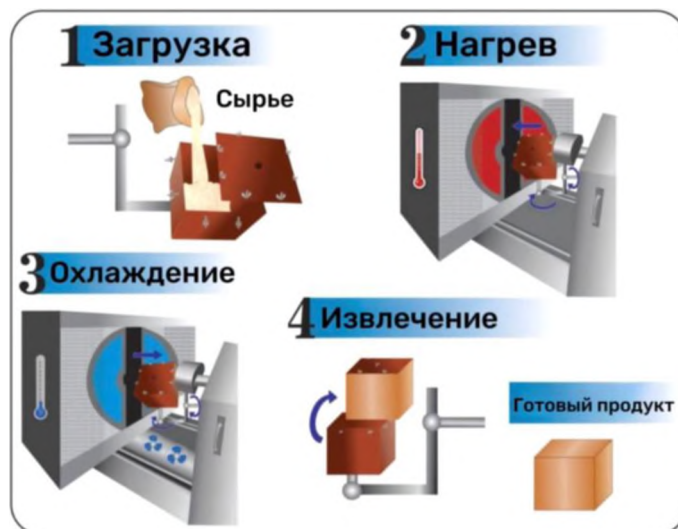 1 Загрузка
2 Нагрев
Сырье
3 Охлаждение
4 Извлечение
Готовый продукт